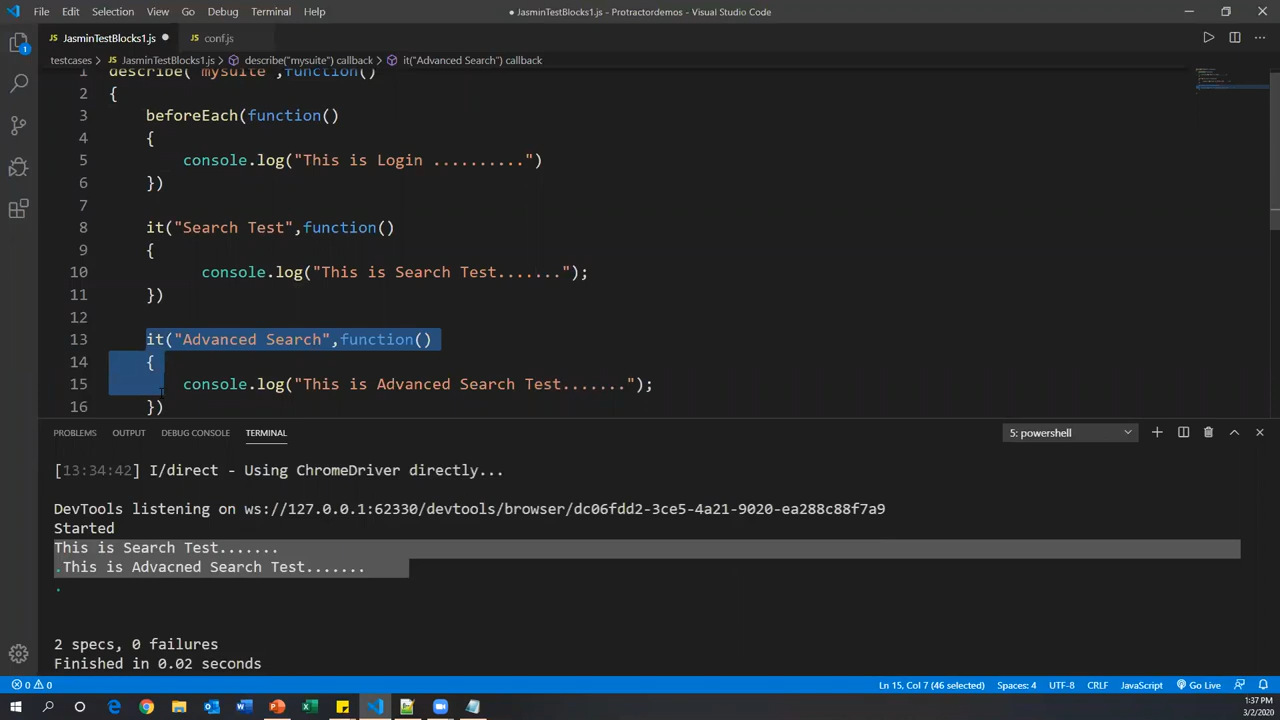 File Edit Selection View Go Debug Terminal Help
● JasminTestBlocks1.js - Protractordemos - Visual Studio Code
JS JasminTestBlocks1.js ●
JS conf.js
testcases > JS JasminTestBlocks1.js > describe("mysuite") callback > it("Advanced Search") callback
1 describe("mysuite",function()
2 {
3 beforeEach(function()
4 {
5 console.log("This is Login ..........")
6 })
7
8 it("Search Test",function()
9 {
10 console.log("This is Search Test.......");
11 })
12
13 it("Advanced Search",function()
14 {
15 console.log("This is Advanced Search Test.......");
16 })
PROBLEMS OUTPUT DEBUG CONSOLE TERMINAL
5: powershell
[13:34:42] I/direct - Using ChromeDriver directly...
DevTools listening on ws://127.0.0.1:62330/devtools/browser/dc06fdd2-3ce5-4a21-9020-ea288c88f7a9
Started
This is Search Test.......
.This is Advacned Search Test.......
.
2 specs, 0 failures
Finished in 0.02 seconds
0 0
Ln 15, Col 7 (46 selected) Spaces: 4 UTF-8 CRLF JavaScript Go Live
1:37 PM
3/2/2020